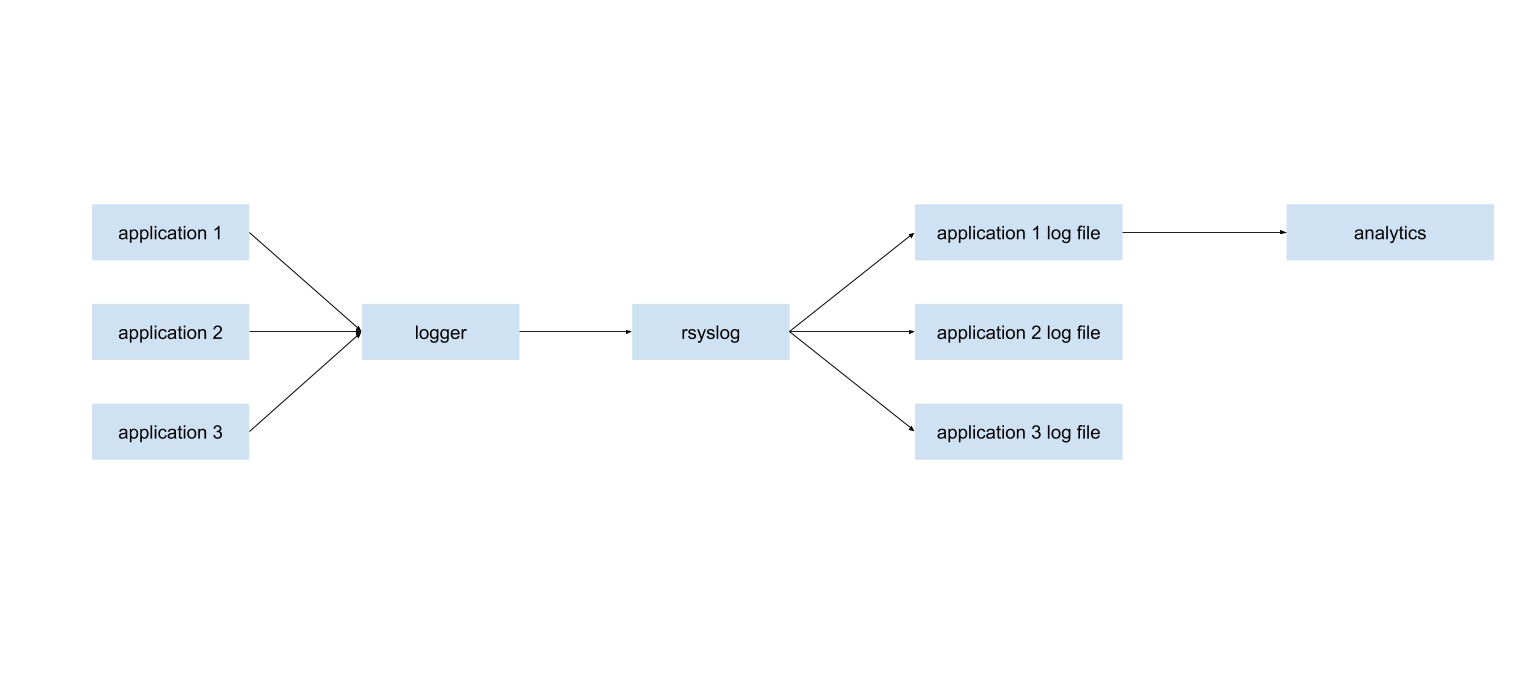 application 1
application 2
application 3
logger
rsyslog
application 1 log file
application 2 log file
application 3 log file
analytics